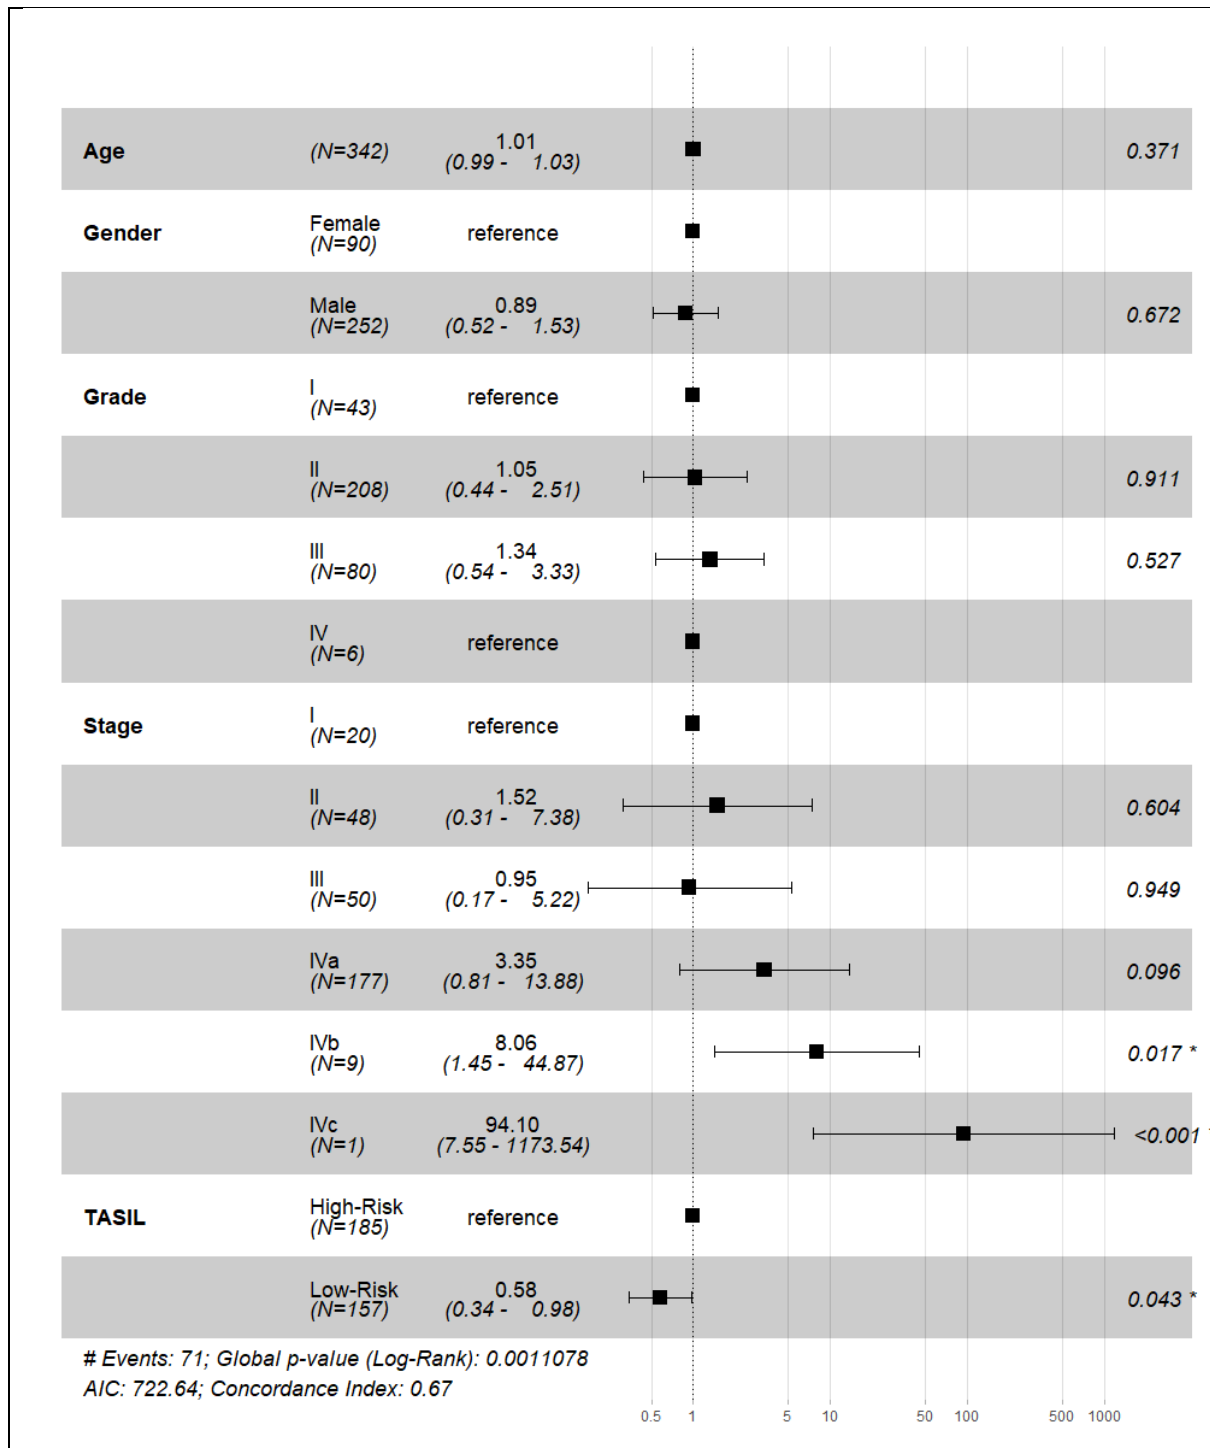 Age (N=342) 1.01 (0.99 - 1.03) 0.371
Gender Female (N=90) reference
Male (N=252) 0.89 (0.52 - 1.53) 0.672
Grade I (N=43) reference
II (N=208) 1.05 (0.44 - 2.51) 0.911
III (N=80) 1.34 (0.54 - 3.33) 0.527
IV (N=6) reference
Stage I (N=20) reference
II (N=48) 1.52 (0.31 - 7.38) 0.604
III (N=50) 0.95 (0.17 - 5.22) 0.949
IVa (N=177) 3.35 (0.81 - 13.88) 0.096
IVb (N=9) 8.06 (1.45 - 44.87) 0.017 *
IVc (N=1) 94.10 (7.55 - 1173.54) <0.001
TASIL High-Risk (N=185) reference
Low-Risk (N=157) 0.58 (0.34 - 0.98) 0.043 *
# Events: 71; Global p-value (Log-Rank): 0.0011078
AIC: 722.64; Concordance Index: 0.67
0.5 1 5 10 50 100 500 1000